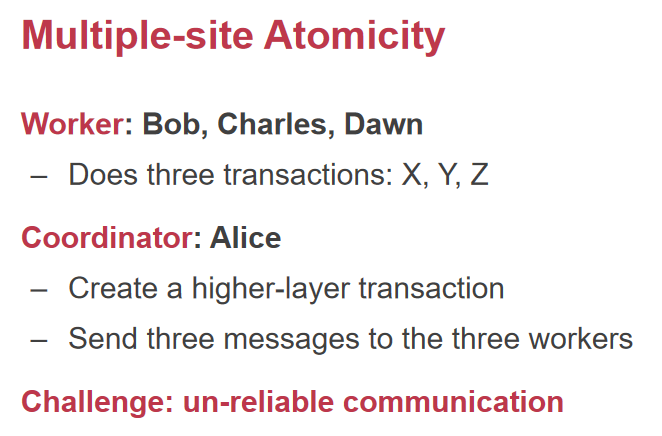 Multiple-site Atomicity
Worker: Bob, Charles, Dawn
– Does three transactions: X, Y, Z
Coordinator: Alice
– Create a higher-layer transaction
– Send three messages to the three workers
Challenge: un-reliable communication